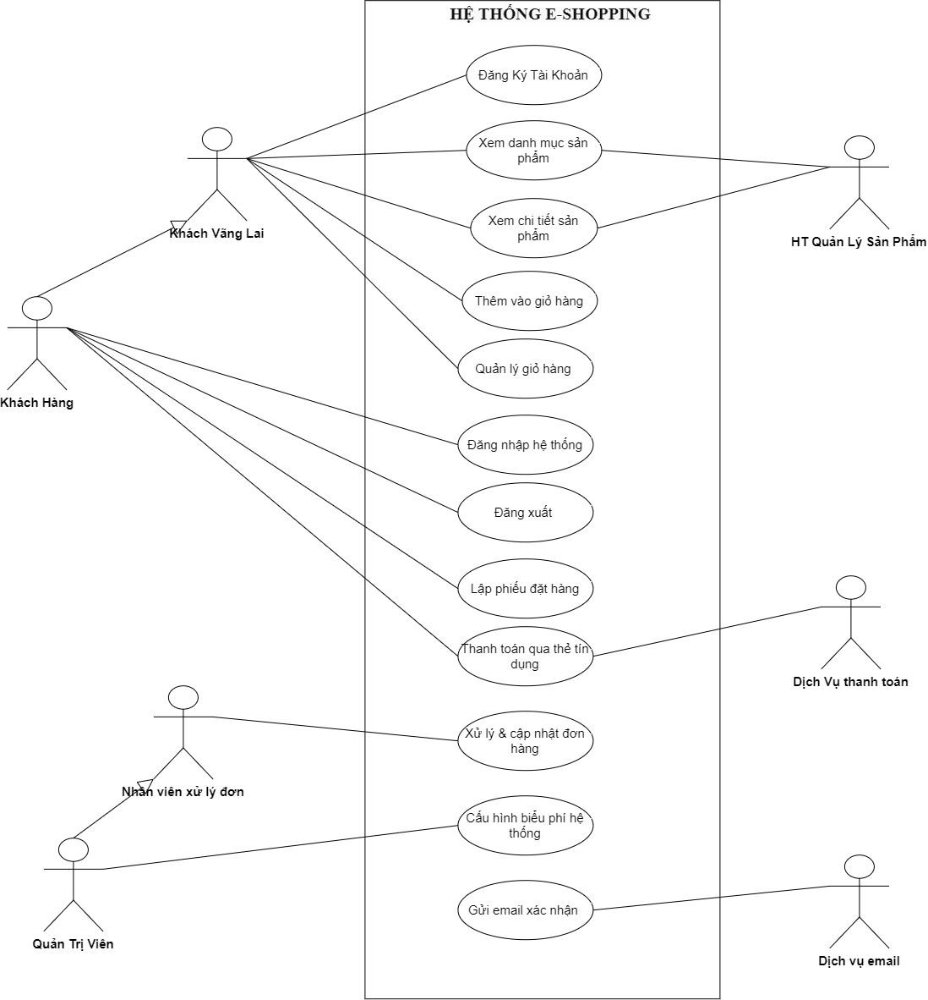 HỆ THỐNG E-SHOPPING
Đăng Ký Tài Khoản
Xem danh mục sản
phẩm
Xem chi tiết sản
phẩm
Khách Vãng Lai
HT Quản Lý Sản Phẩm
Thêm vào giỏ hàng
Quản lý giỏ hàng
Khách Hàng
Đăng nhập hệ thống
Đăng xuất
Lập phiếu đặt hàng
Thanh toán qua thẻ tín
dụng
Dịch Vụ thanh toán
Xử lý & cập nhật đơn
hàng
Nhân viên xử lý đơn
Cấu hình biểu phí hệ
thống
Gửi email xác nhận
Quản Trị Viên
Dịch vụ email